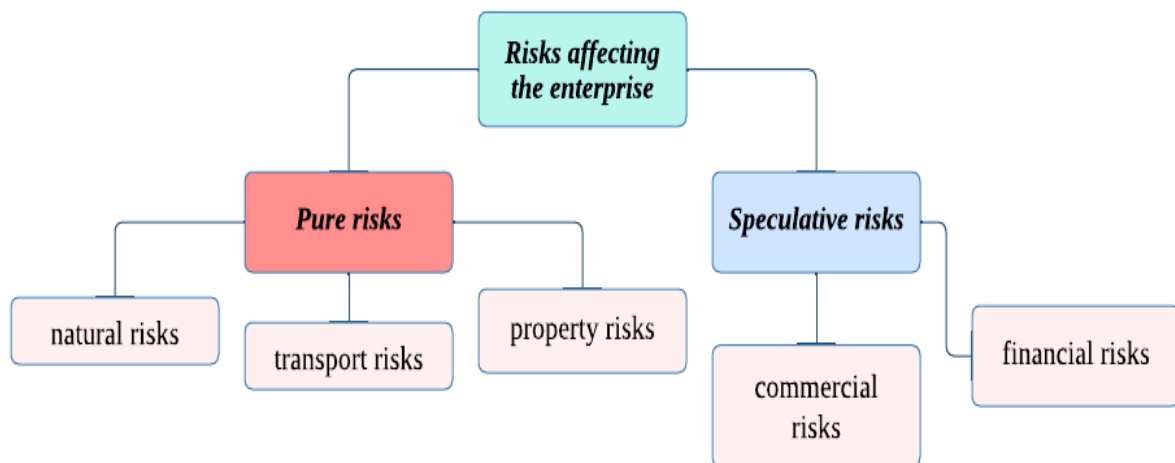 Risks affecting
the enterprise
Pure risks
Speculative risks
natural risks
transport risks
property risks
commercial
risks
financial risks